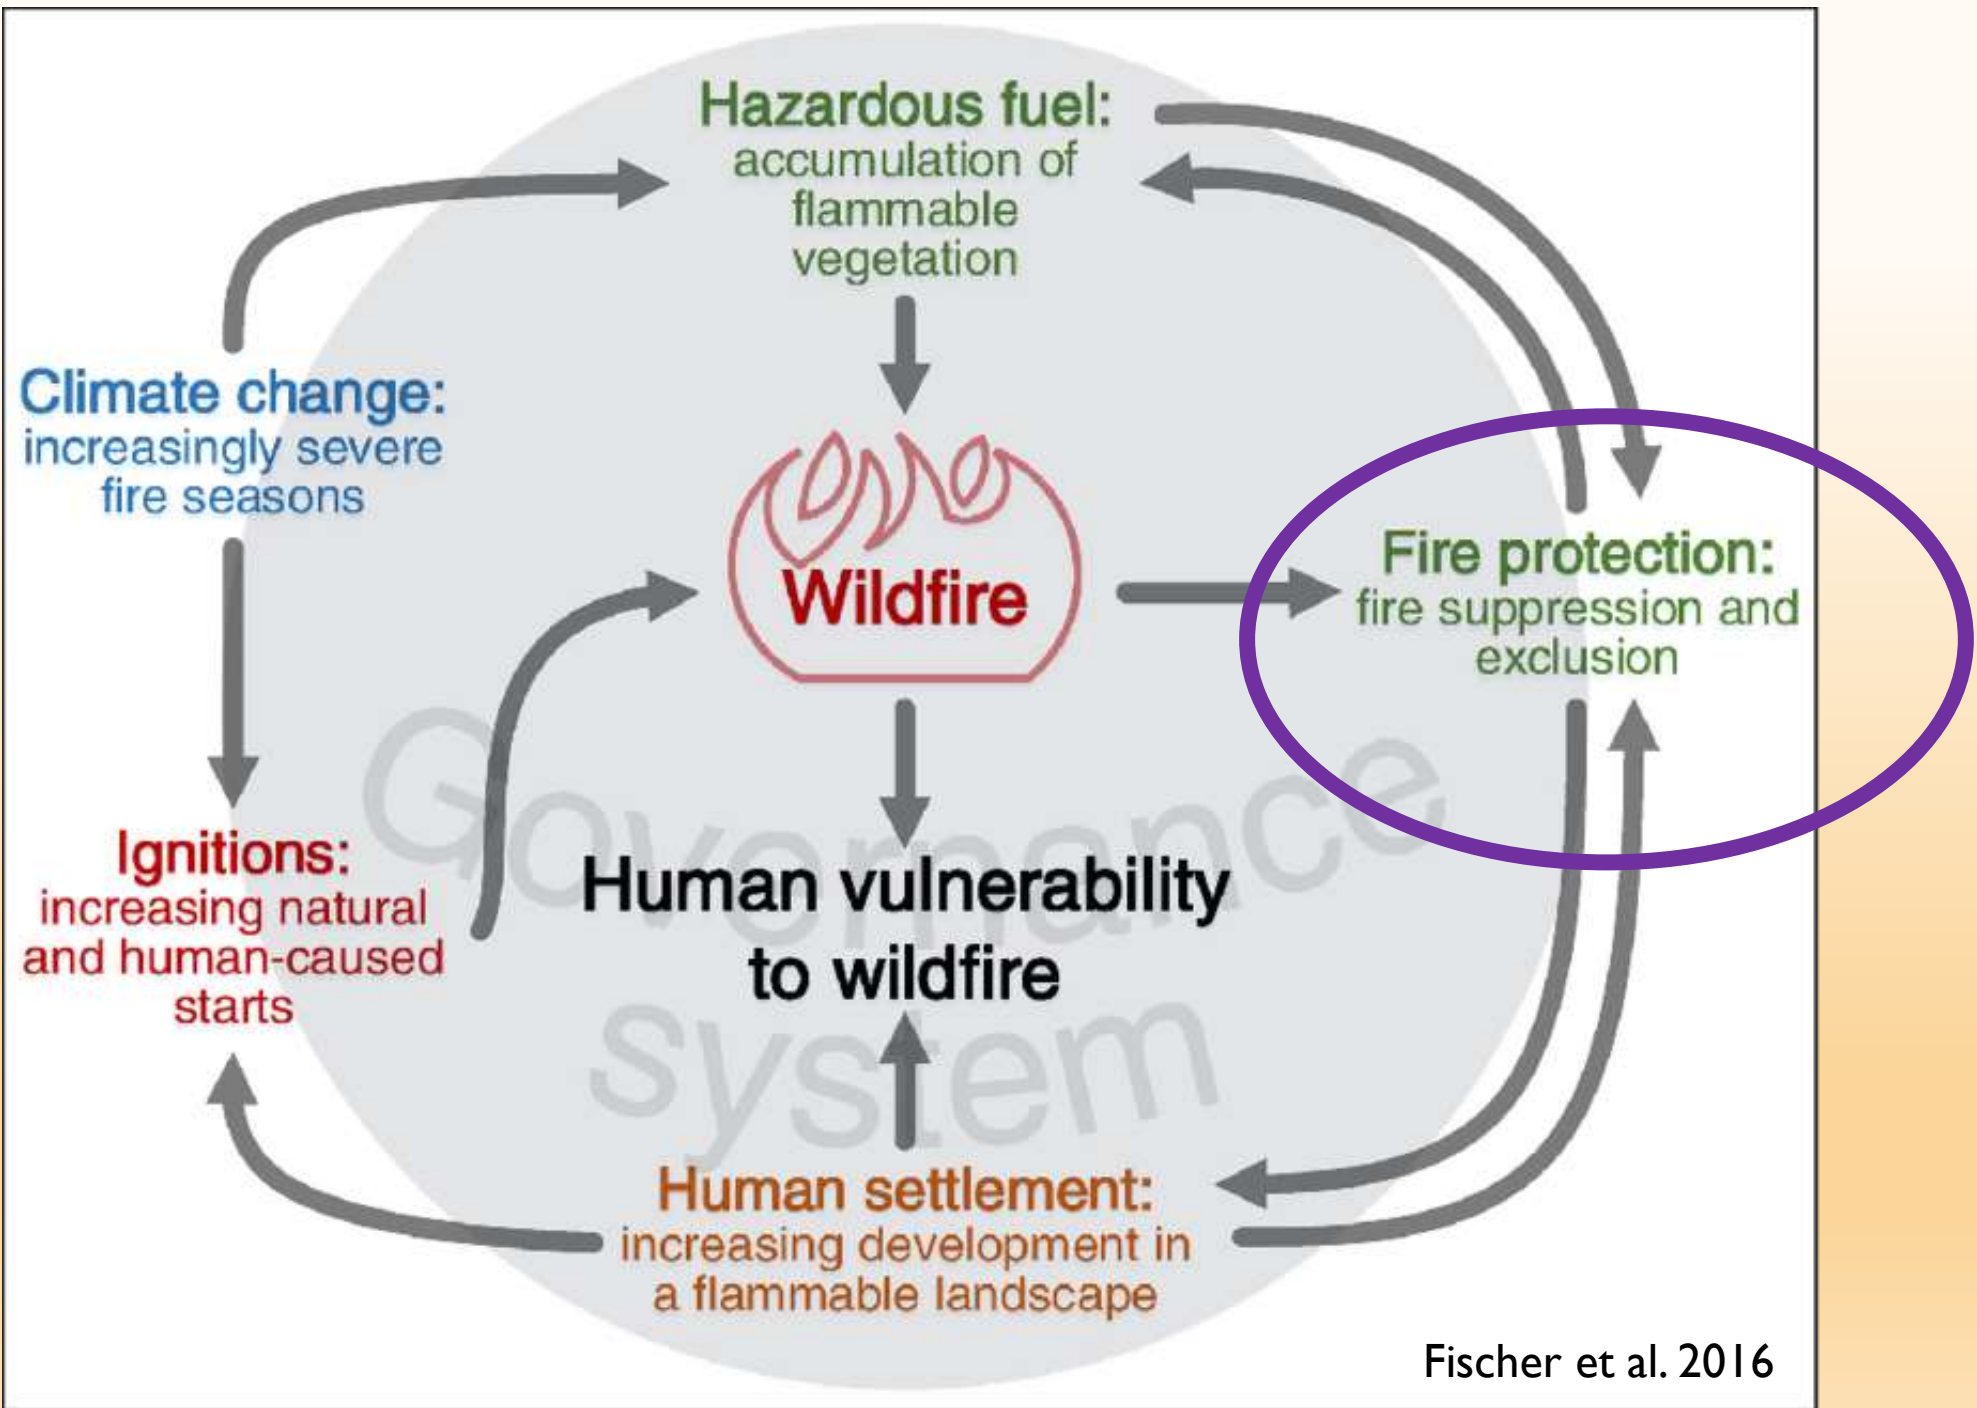 Hazardous fuel:
accumulation of
flammable
vegetation
Climate change:
increasingly severe
fire seasons
Wildfire
Fire protection:
fire suppression and
exclusion
Governance
system
Ignitions:
increasing natural
and human-caused
starts
Human vulnerability
to wildfire
Human settlement:
increasing development in
a flammable landscape
Fischer et al. 2016